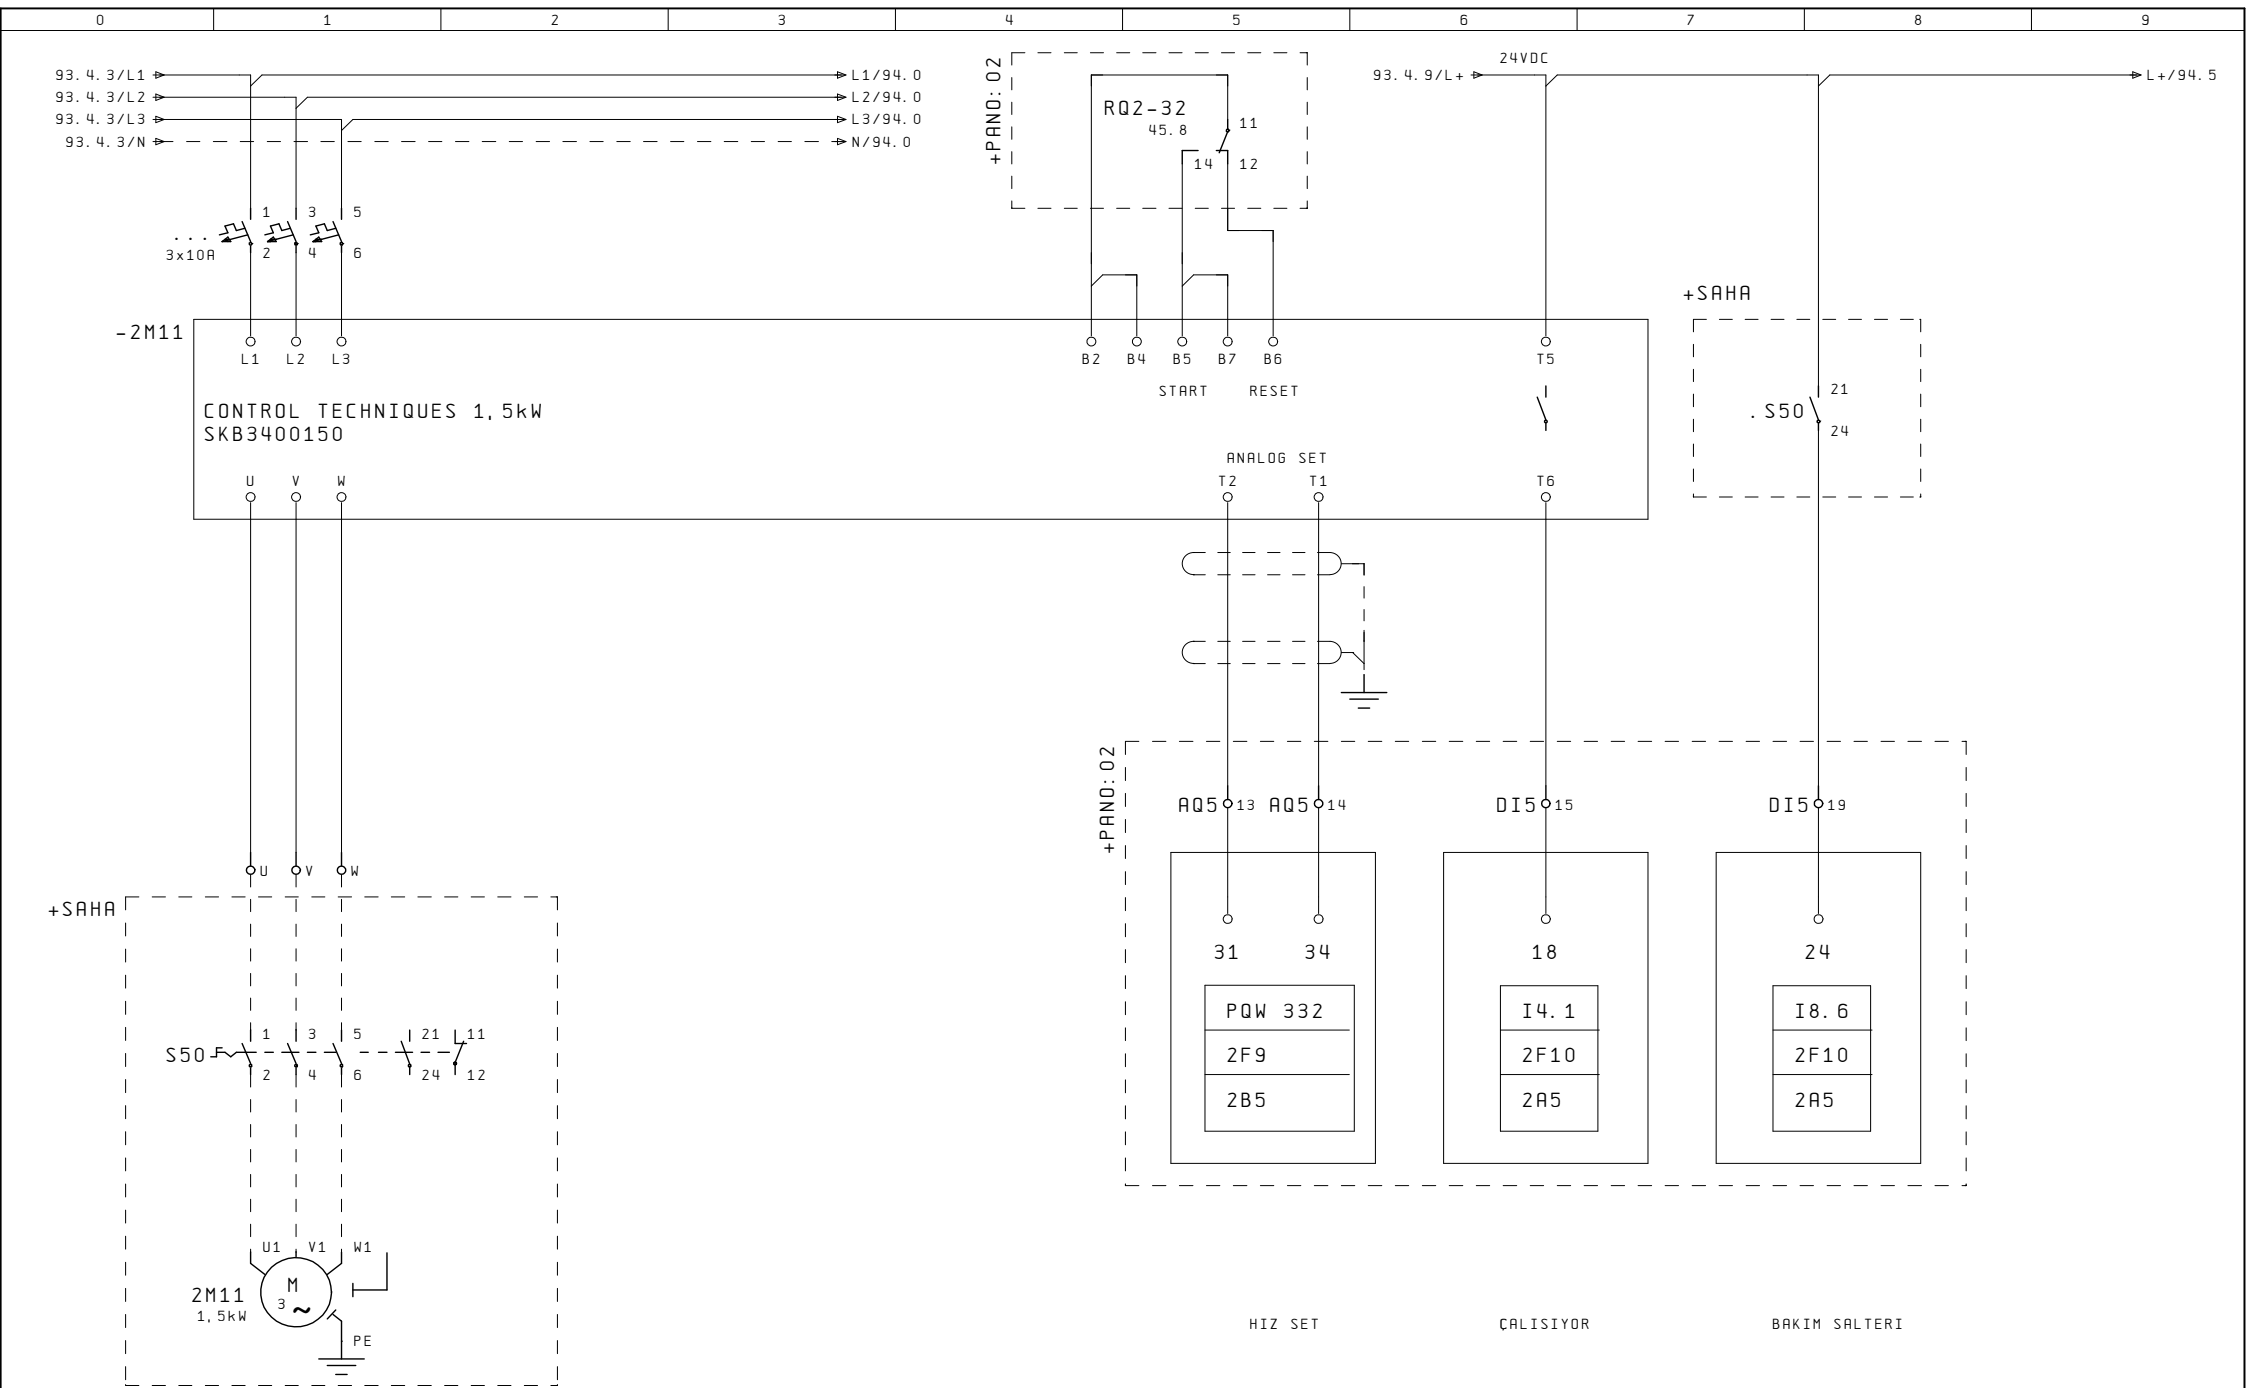 0 1 2 3 4 5 6 7 8 9
93.4.3/L1 L1/94.0
93.4.3/L2 L2/94.0
93.4.3/L3 L3/94.0
93.4.3/N N/94.0
+PANO:02
RQ2-32
45.8
11
14 12
24VDC
93.4.9/L+ L+/94.5
1 3 5
...
3x10A
2 4 6
+SAHA
-2M11
L1 L2 L3 B2 B4 B5 B7 B6 T5
START RESET
CONTROL TECHNIQUES 1,5kW
SKB3400150
21
.S50
24
ANALOG SET
U V W T2 T1 T6
+PANO:02
AQ5 13 AQ5 14 DI5 15 DI5 19
U V W
+SAHA
31 34 18 24
PQW 332 I4.1 I8.6
2F9 2F10 2F10
2B5 2A5 2A5
1 3 5 21 11
S50
2 4 6 24 12
U1 V1 W1
M
3 ~
2M11
1,5kW
PE
HIZ SET ÇALISIYOR BAKIM SALTERI